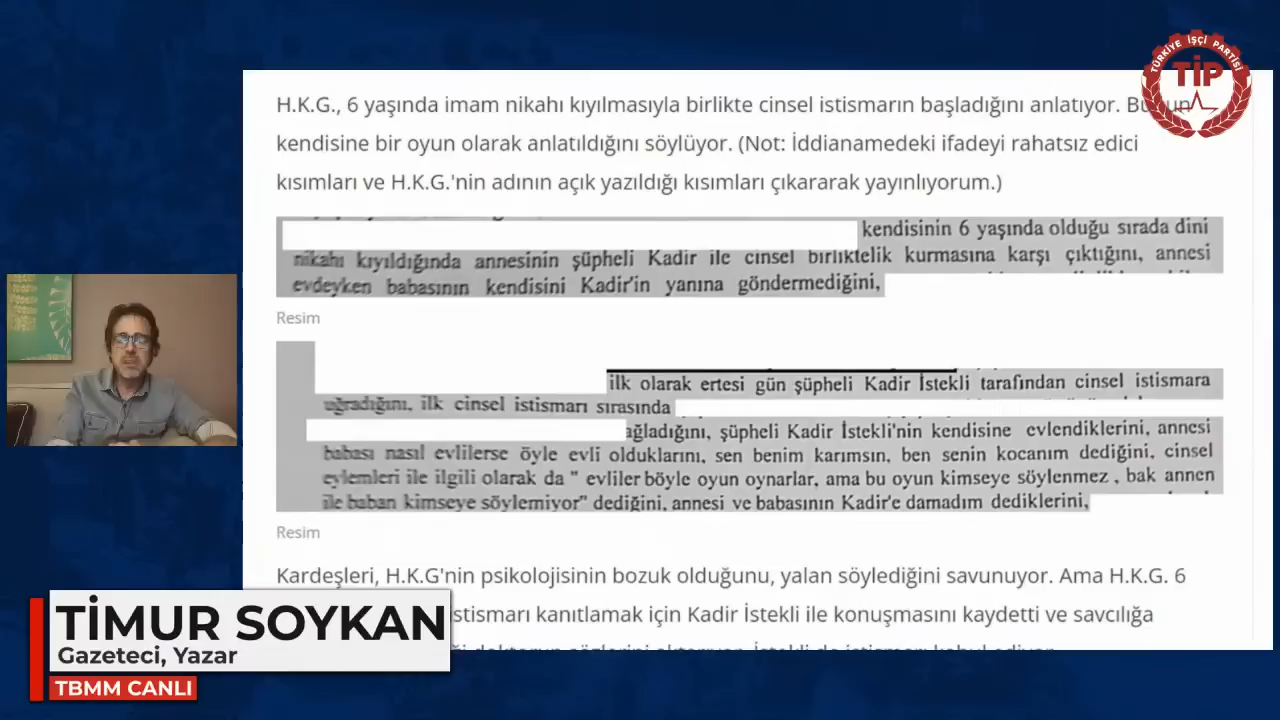 TÜRKİYE İŞÇİ PARTİSİ
TİP
H.K.G., 6 yaşında imam nikahı kıyılmasıyla birlikte cinsel istismarın başladığını anlatıyor. Bunun
kendisine bir oyun olarak anlatıldığını söylüyor. (Not: İddianamedeki ifadeyi rahatsız edici
kısımları ve H.K.G.'nin adının açık yazıldığı kısımları çıkararak yayınlıyorum.)
kendisinin 6 yaşında olduğu sırada dini
nikahı kıyıldığında annesinin şüpheli Kadir ile cinsel birliktelik kurmasına karşı çıktığını, annesi
evdeyken babasının kendisini Kadir'in yanına göndermediğini,
Resim
ilk olarak ertesi gün şüpheli Kadir İstekli tarafından cinsel istismara
uğradığını, ilk cinsel istismarı sırasında
ağladığını, şüpheli Kadir İstekli'nin kendisine evlendiklerini, annesi
babası nasıl evlilerse öyle evli olduklarını, sen benim karımsın, ben senin kocanım dediğini, cinsel
eylemleri ile ilgili olarak da " evliler böyle oyun oynarlar, ama bu oyun kimseye söylenmez , bak annen
ile baban kimseye söylemiyor" dediğini, annesi ve babasının Kadir'e damadım dediklerini,
Resim
Kardeşleri, H.K.G'nin psikolojisinin bozuk olduğunu, yalan söylediğini savunuyor. Ama H.K.G. 6
istismarı kanıtlamak için Kadir İstekli ile konuşmasını kaydetti ve savcılığa
TİMUR SOYKAN
Gazeteci, Yazar
TBMM CANLI